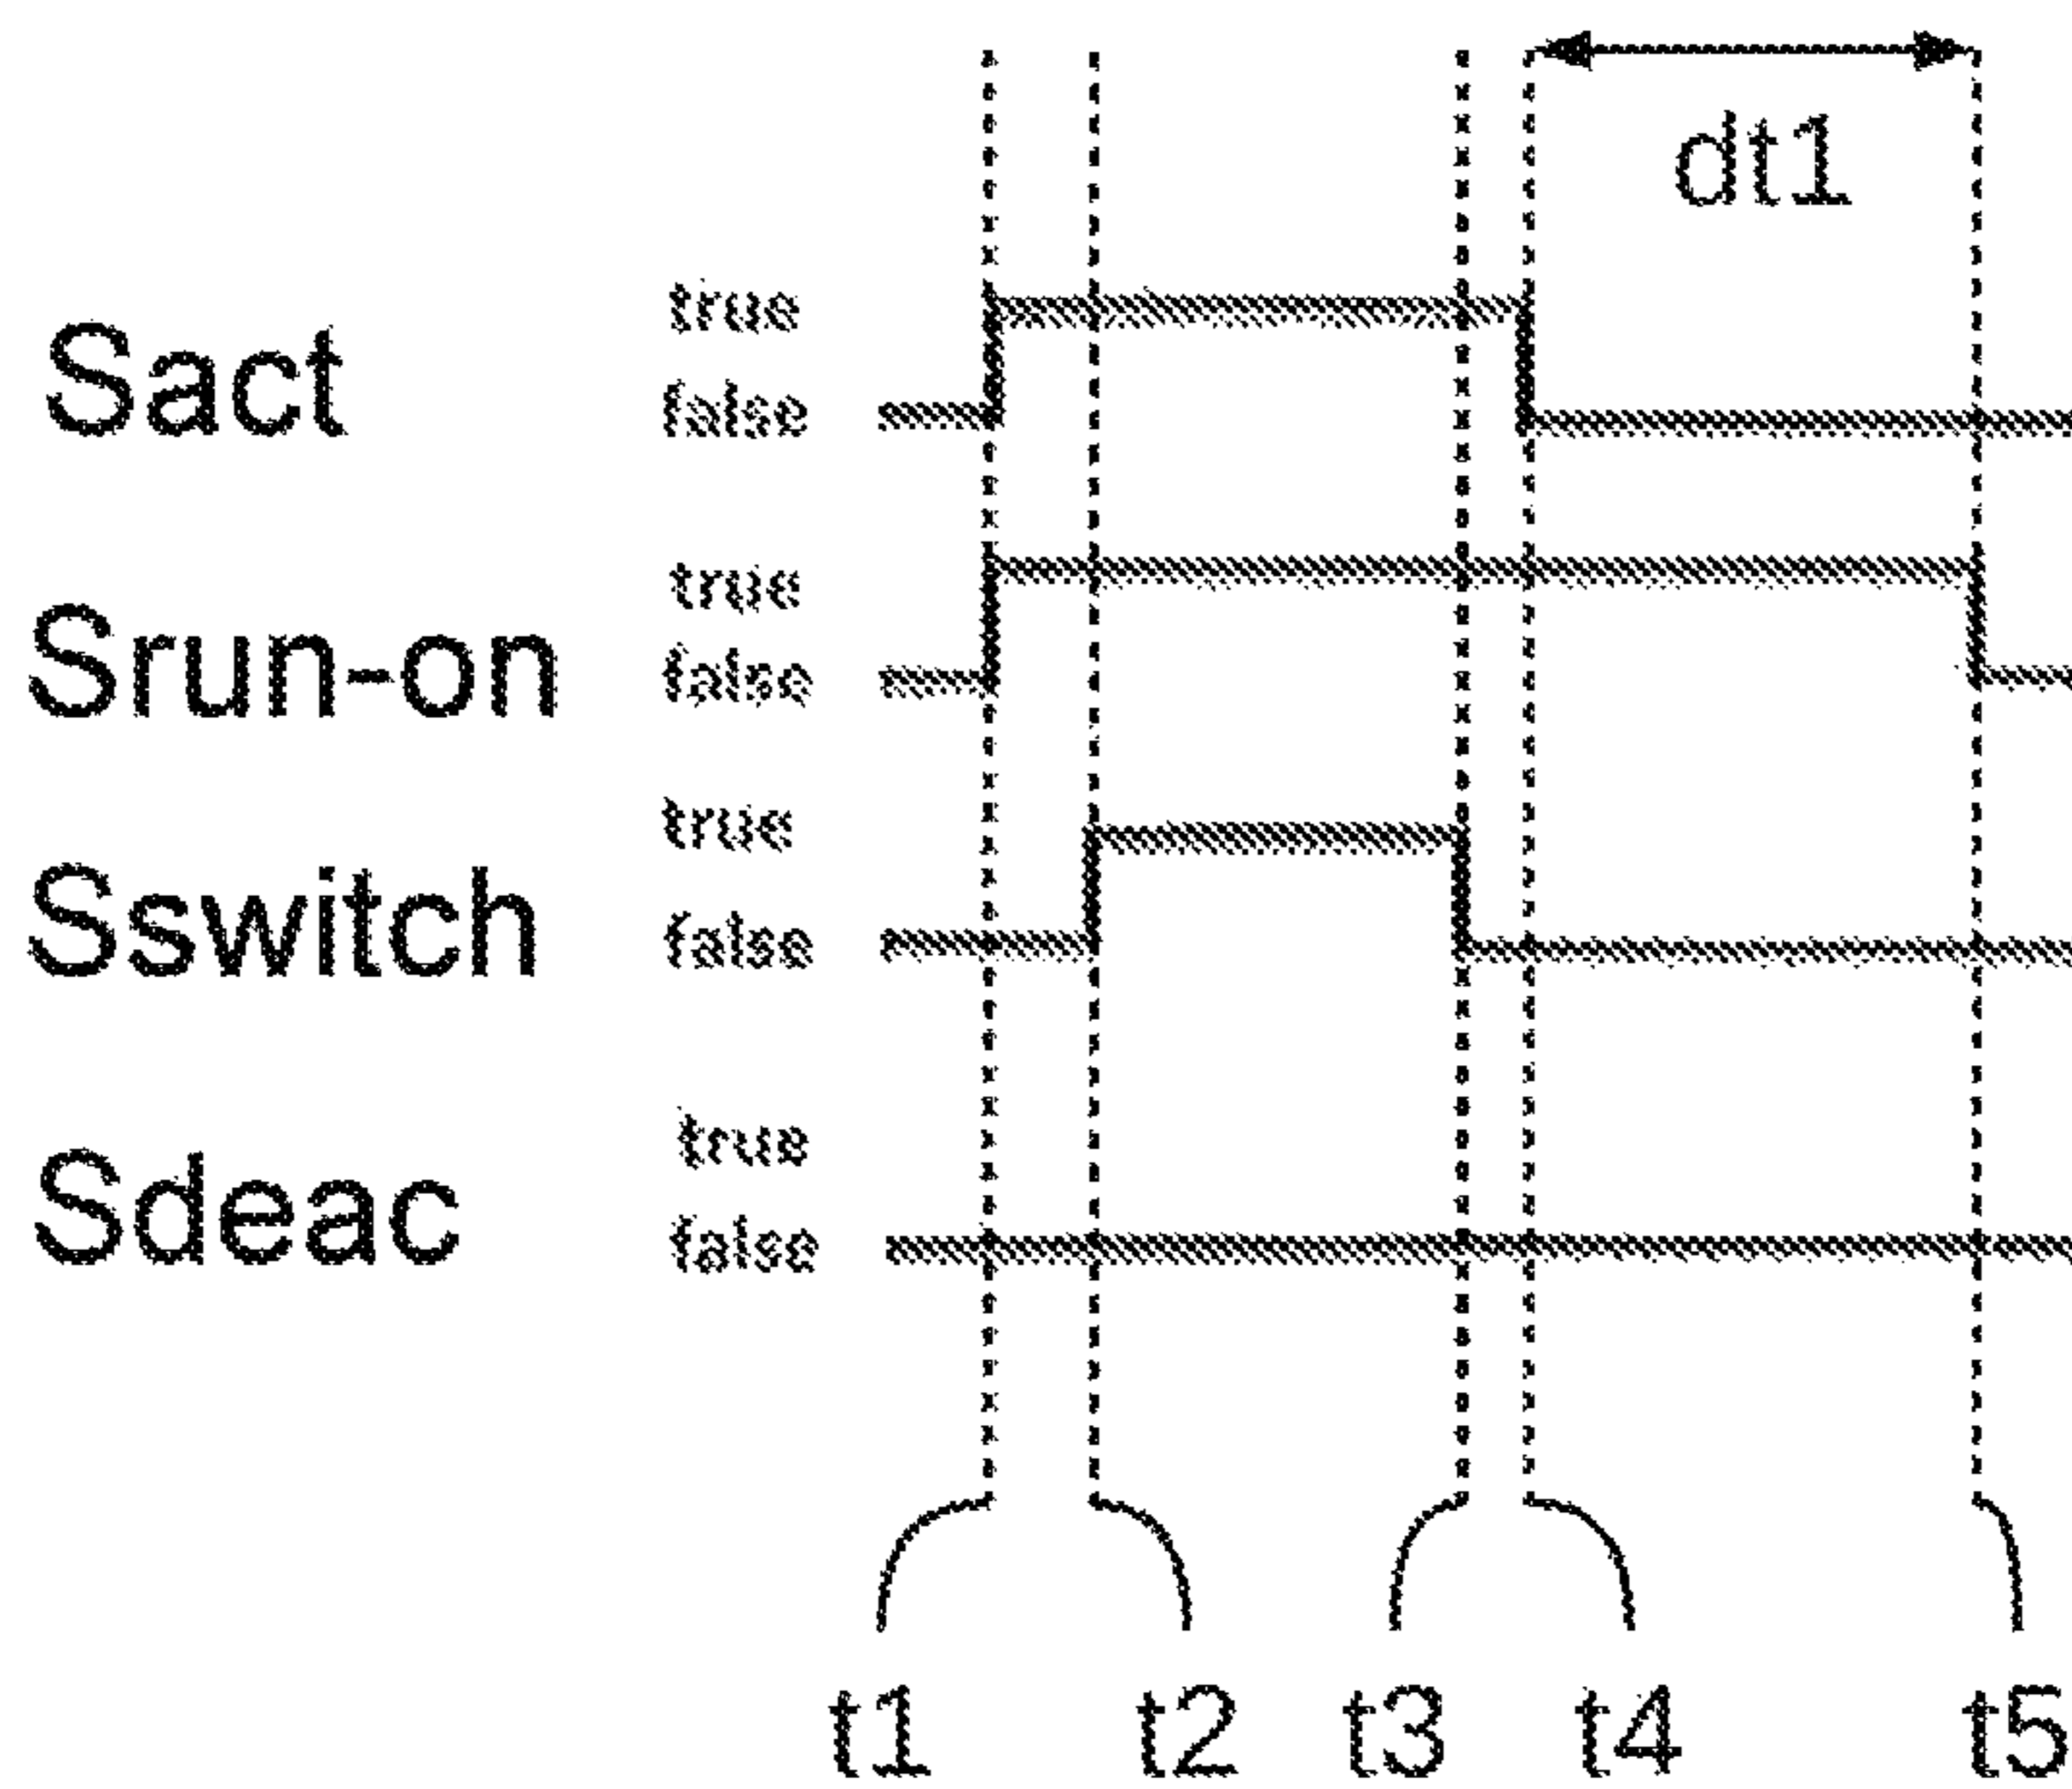 dt1
Sact true
false
Srun-on true
false
Sswitch true
false
Sdeac true
false
t1 t2 t3 t4 t5